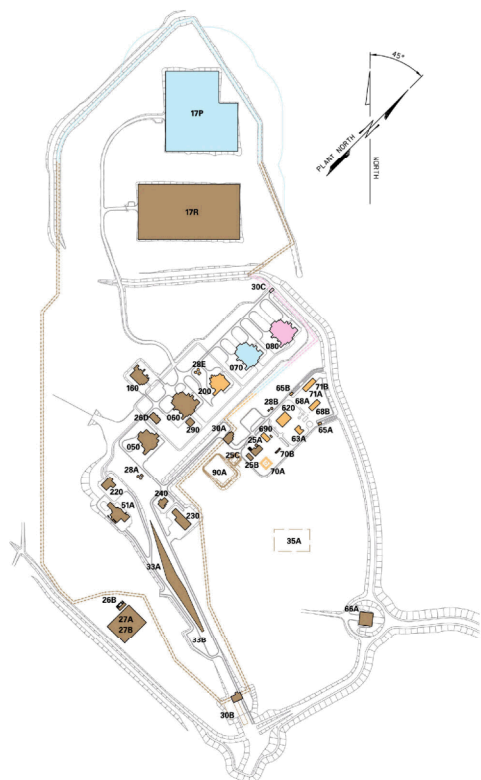 45°
PLANT NORTH
NORTH
17P
17R
30C
080
070
28E
200
160
060
290
26D
050
30A
65B
71B
71A
68A
68B
28B
620
65A
63A
690
25A
25C
25B
70B
70A
90A
28A
220
51A
240
230
33A
35A
33B
26B
27A
27B
66A
30B